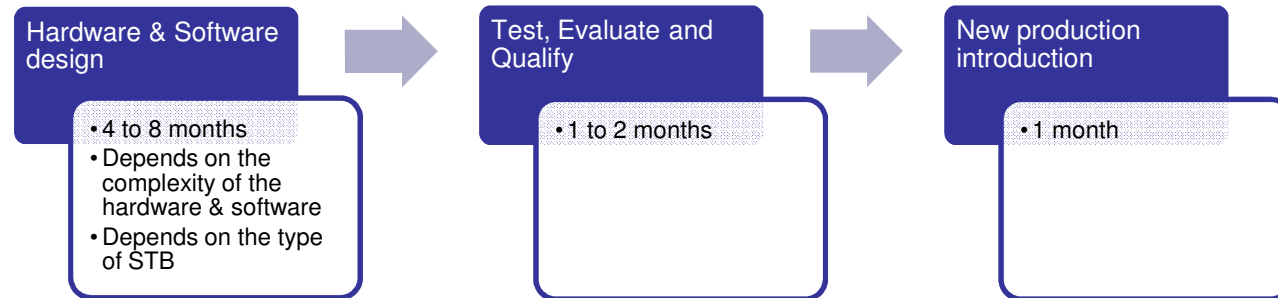 Hardware & Software
design
• 4 to 8 months
• Depends on the
complexity of the
hardware & software
• Depends on the type
of STB
Test, Evaluate and
Qualify
• 1 to 2 months
New production
introduction
• 1 month